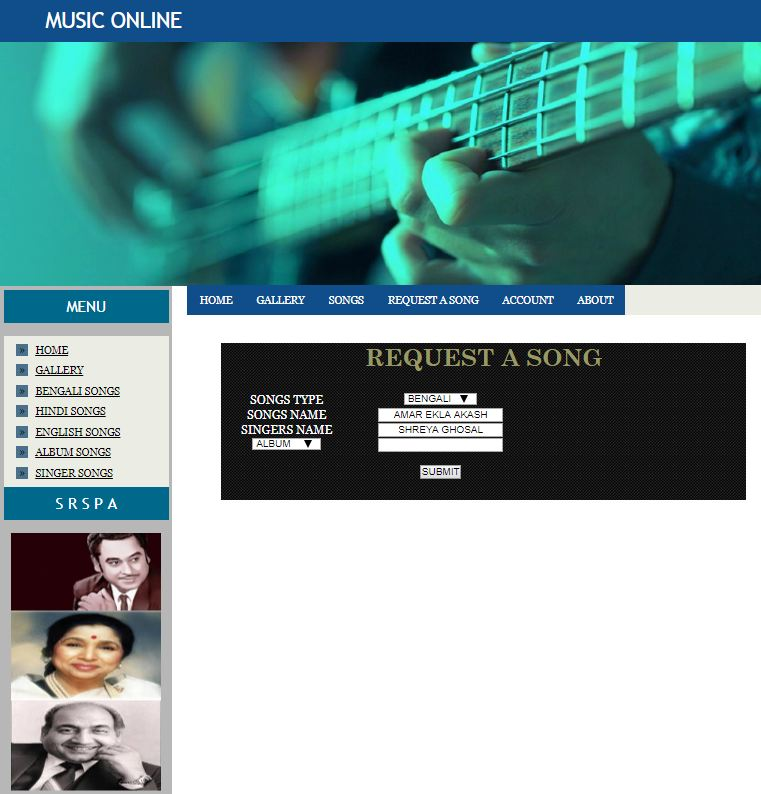 MUSIC ONLINE
MENU
HOME GALLERY SONGS REQUEST A SONG ACCOUNT ABOUT
» HOME
» GALLERY
» BENGALI SONGS
» HINDI SONGS
» ENGLISH SONGS
» ALBUM SONGS
» SINGER SONGS
S R S P A
REQUEST A SONG
SONGS TYPE BENGALI ▼
SONGS NAME AMAR EKLA AKASH
SINGERS NAME SHREYA GHOSAL
ALBUM ▼
SUBMIT